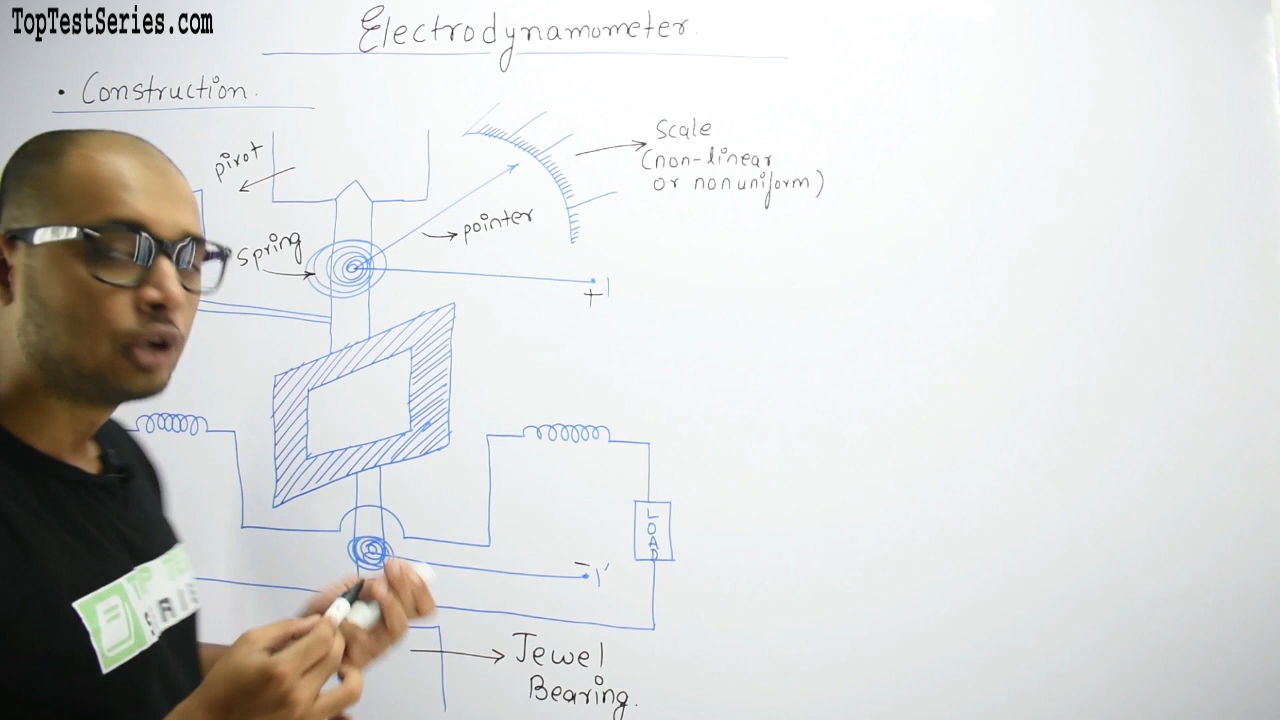 TopTestSeries.com
Electrodynamometer
• Construction
pivot
Scale
(non-linear
or nonuniform)
pointer
spring
+ 1
LOAD
- 1'
Jewel
Bearing